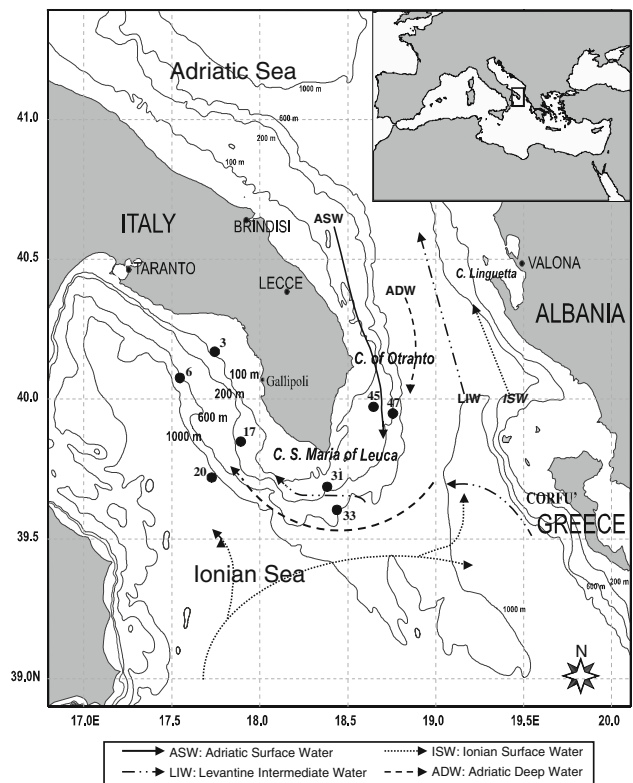 Adriatic Sea
1000 m
41.0
600 m
200 m
100 m
ITALY
BRINDISI
ASW
40.5
TARANTO
LECCE
C. Linguetta
VALONA
ADW
ALBANIA
3
C. of Otranto
6
100 m
Gallipoli
45
47
LIW
ISW
40.0
200 m
600 m
17
1000 m
C. S. Maria of Leuca
20
31
33
CORFU'
GREECE
39.5
Ionian Sea
600 m
200 m
1000 m
N
39.0N
17.0E
17.5
18.0
18.5
19.0
19.5E
20.0
ASW: Adriatic Surface Water
ISW: Ionian Surface Water
LIW: Levantine Intermediate Water
ADW: Adriatic Deep Water